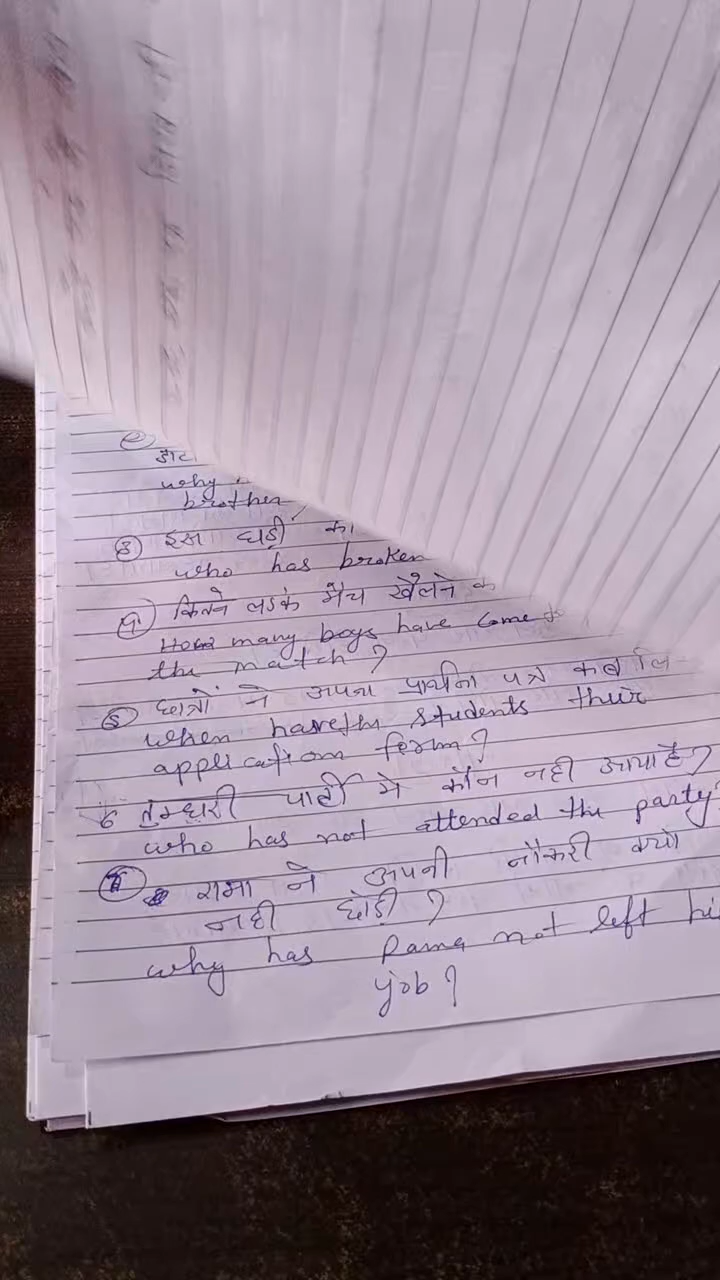 why
brother
③ इस घड़ी का
who has broken
④ कितने लडके मैच खेलने के
How many boys have come to
the match ?
⑤ छात्रों ने अपना प्रार्थना पत्र कब लि
when have the students their
application form?
6 तुम्हारी पार्टी मे कौन नही आया है?
who has not attended the party?
⑦ रामा ने अपनी नौकरी क्यो
नही छोडी ?
why has Rama not left hi
job ?